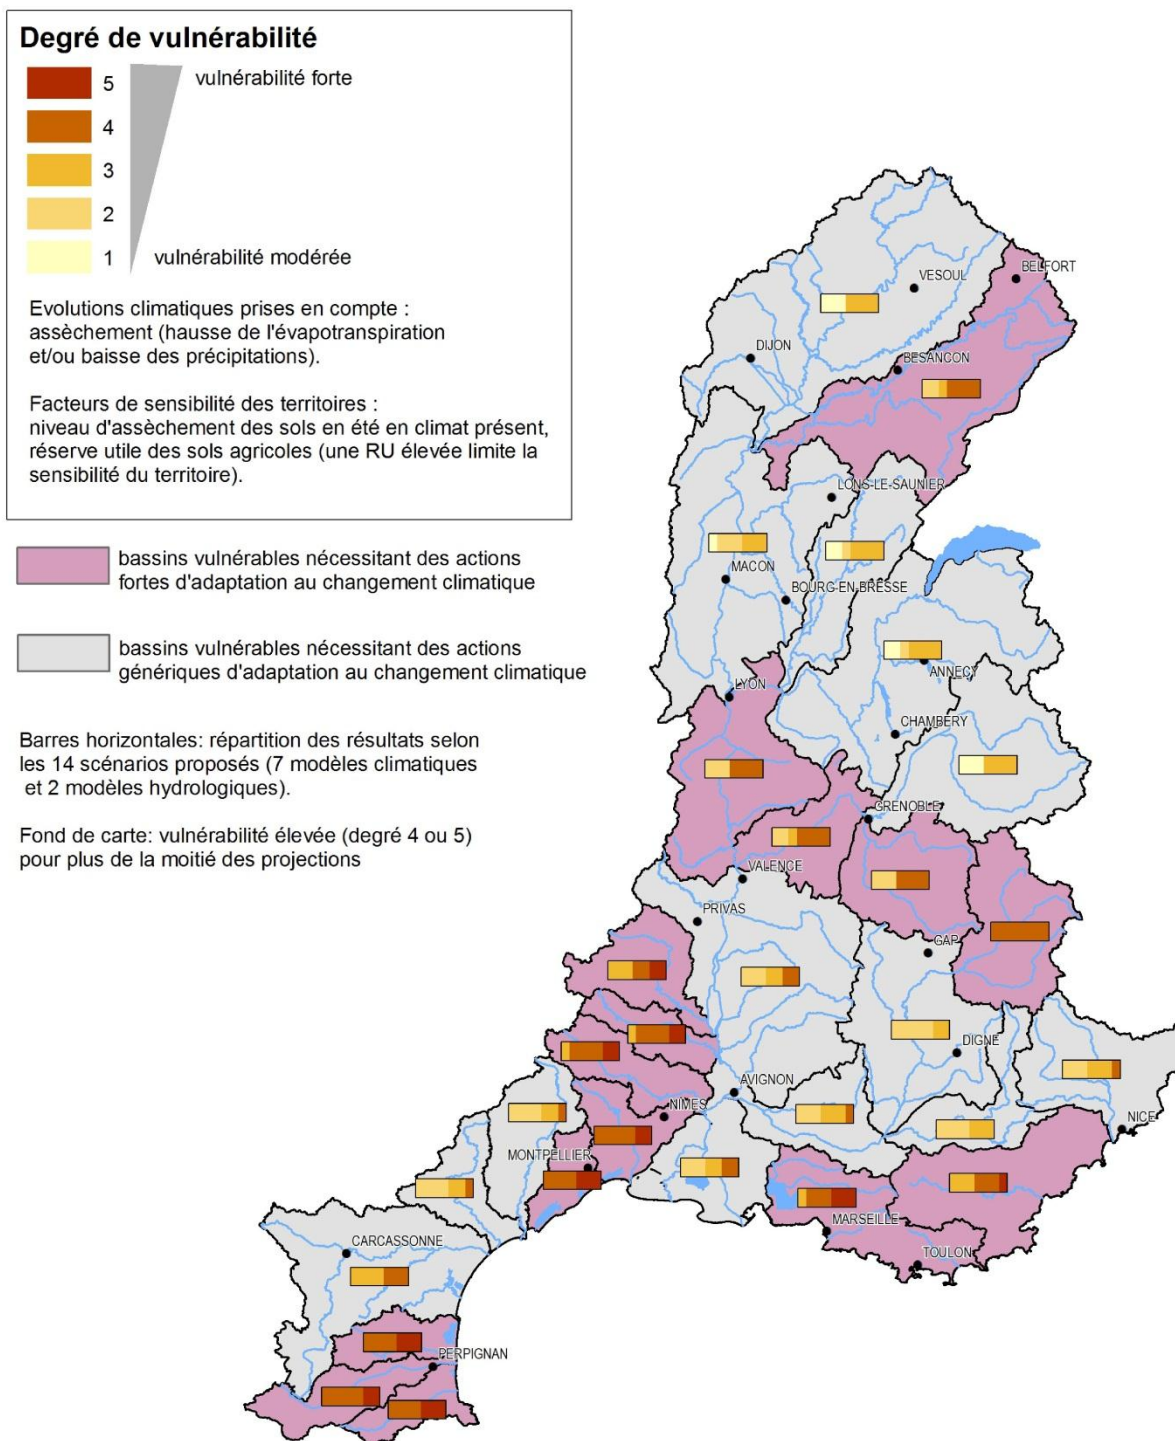 Degré de vulnérabilité
5
vulnérabilité forte
4
3
2
1
vulnérabilité modérée
Evolutions climatiques prises en compte :
assèchement (hausse de l'évapotranspiration
et/ou baisse des précipitations).
Facteurs de sensibilité des territoires :
niveau d'assèchement des sols en été en climat présent,
réserve utile des sols agricoles (une RU élevée limite la
sensibilité du territoire).
bassins vulnérables nécessitant des actions
fortes d'adaptation au changement climatique
bassins vulnérables nécessitant des actions
génériques d'adaptation au changement climatique
Barres horizontales: répartition des résultats selon
les 14 scénarios proposés (7 modèles climatiques
et 2 modèles hydrologiques).
Fond de carte: vulnérabilité élevée (degré 4 ou 5)
pour plus de la moitié des projections
BELFORT
VESOUL
DIJON
BESANCON
LONS-LE-SAUNIER
MACON
BOURG-EN-BRESSE
ANNECY
LYON
CHAMBERY
GRENOBLE
VALENCE
PRIVAS
GAP
DIGNE
AVIGNON
NIMES
NICE
MONTPELLIER
MARSEILLE
CARCASSONNE
TOULON
PERPIGNAN